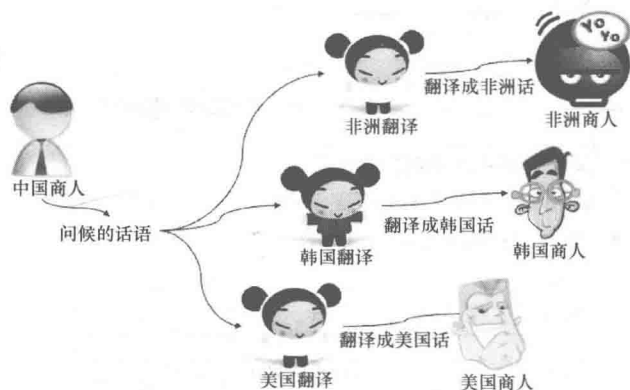 Yo
Yo
翻译成非洲话
非洲翻译
非洲商人
中国商人
问候的话语
翻译成韩国话
韩国翻译
韩国商人
翻译成美国话
美国翻译
美国商人